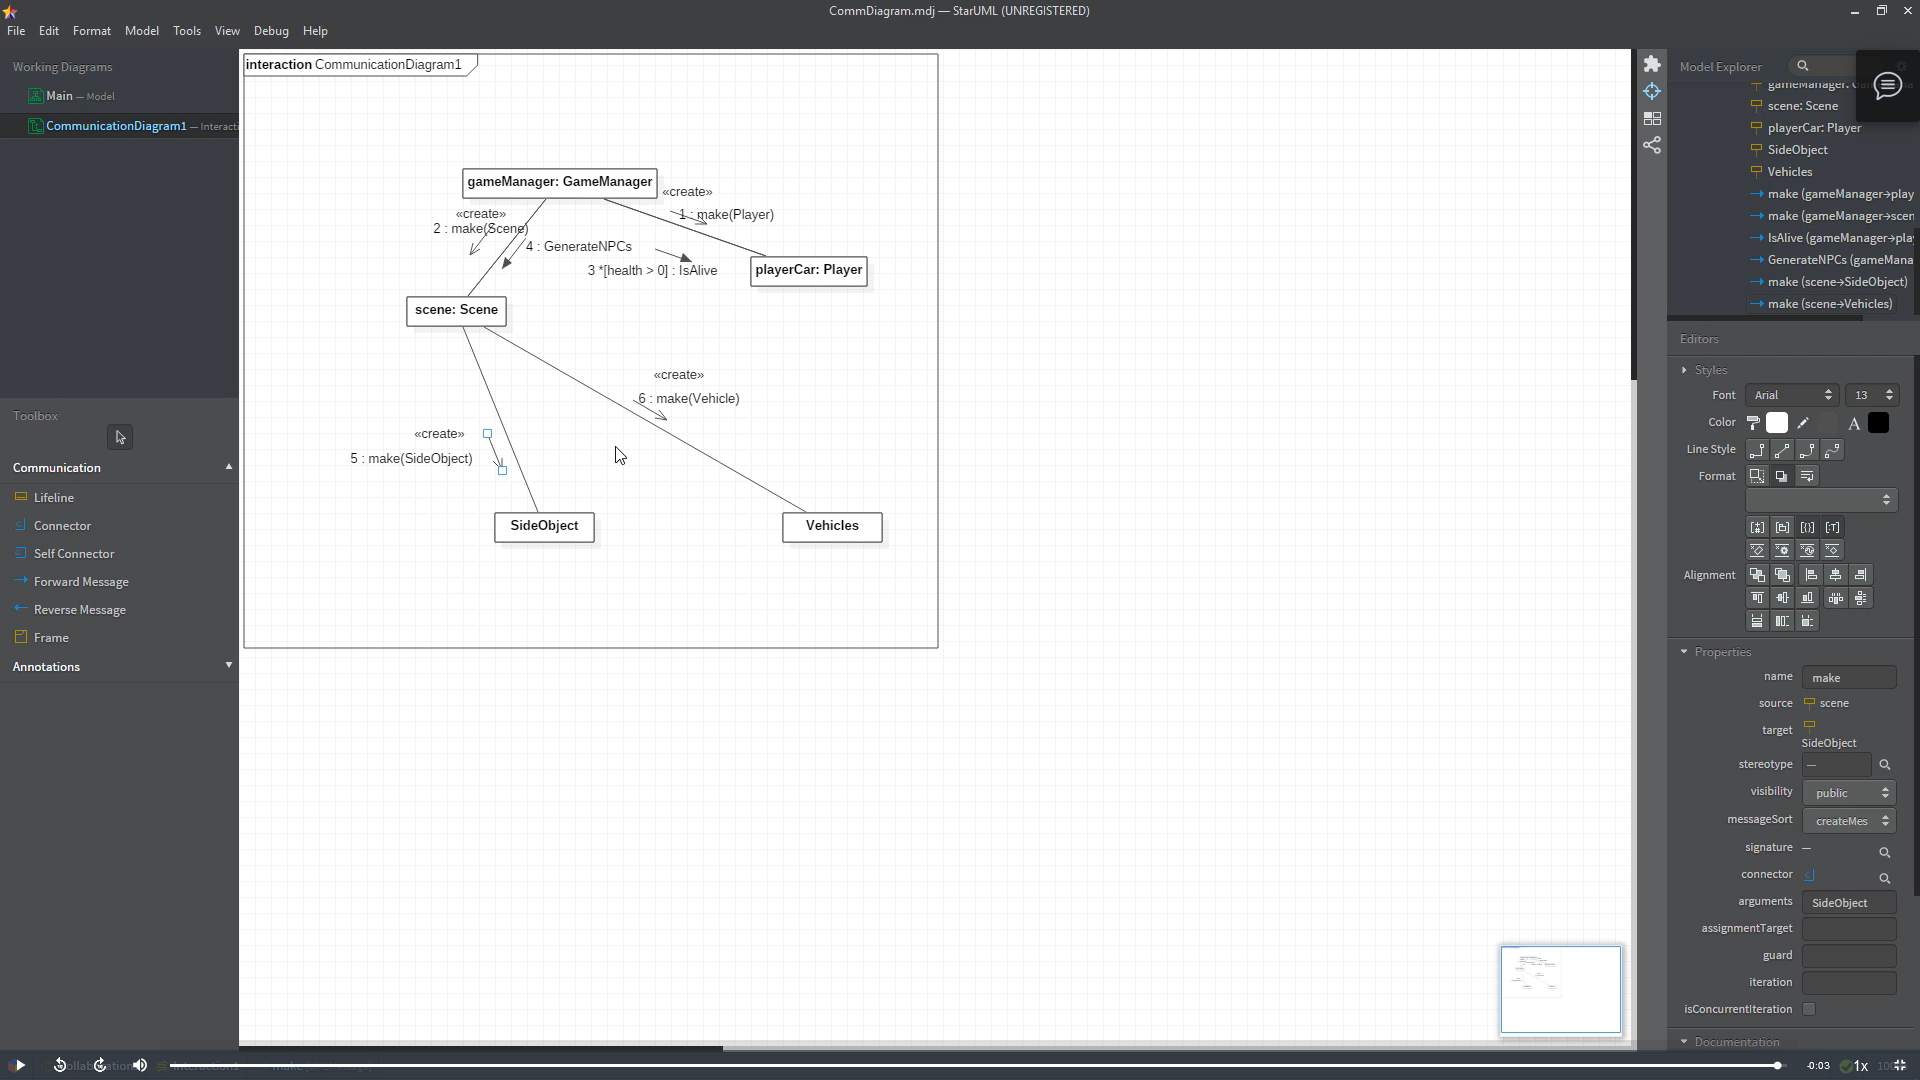 CommDiagram.mdj — StarUML (UNREGISTERED)
File Edit Format Model Tools View Debug Help
Working Diagrams
Main — Model
CommunicationDiagram1 — Interacti
Toolbox
Communication
Lifeline
Connector
Self Connector
Forward Message
Reverse Message
Frame
Annotations
interaction CommunicationDiagram1
gameManager: GameManager
«create»
1 : make(Player)
«create»
2 : make(Scene)
4 : GenerateNPCs
3 *[health > 0] : IsAlive
playerCar: Player
scene: Scene
«create»
6 : make(Vehicle)
«create»
5 : make(SideObject)
SideObject
Vehicles
Model Explorer
scene: Scene
playerCar: Player
SideObject
Vehicles
make (gameManager→play
make (gameManager→scen
IsAlive (gameManager→pla
GenerateNPCs (gameMana
make (scene→SideObject)
make (scene→Vehicles)
Editors
Styles
Font Arial 13
Color A
Line Style
Format
Alignment
Properties
name make
source scene
target
SideObject
stereotype —
visibility public
messageSort createMes
signature —
connector
arguments SideObject
assignmentTarget
guard
iteration
isConcurrentIteration
Documentation
-0:03 1x